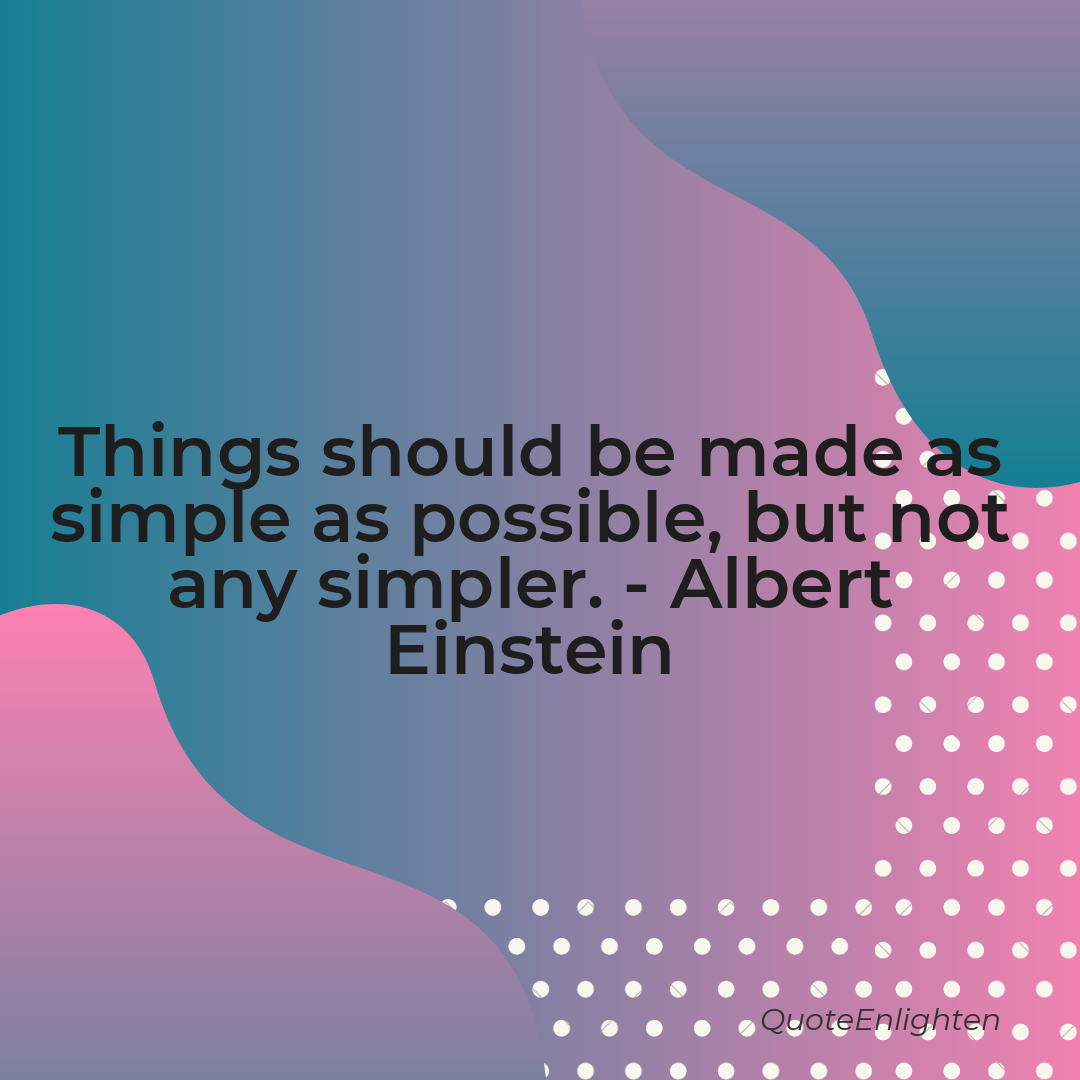 Things should be made as
simple as possible, but not
any simpler. - Albert
Einstein
QuoteEnlighten